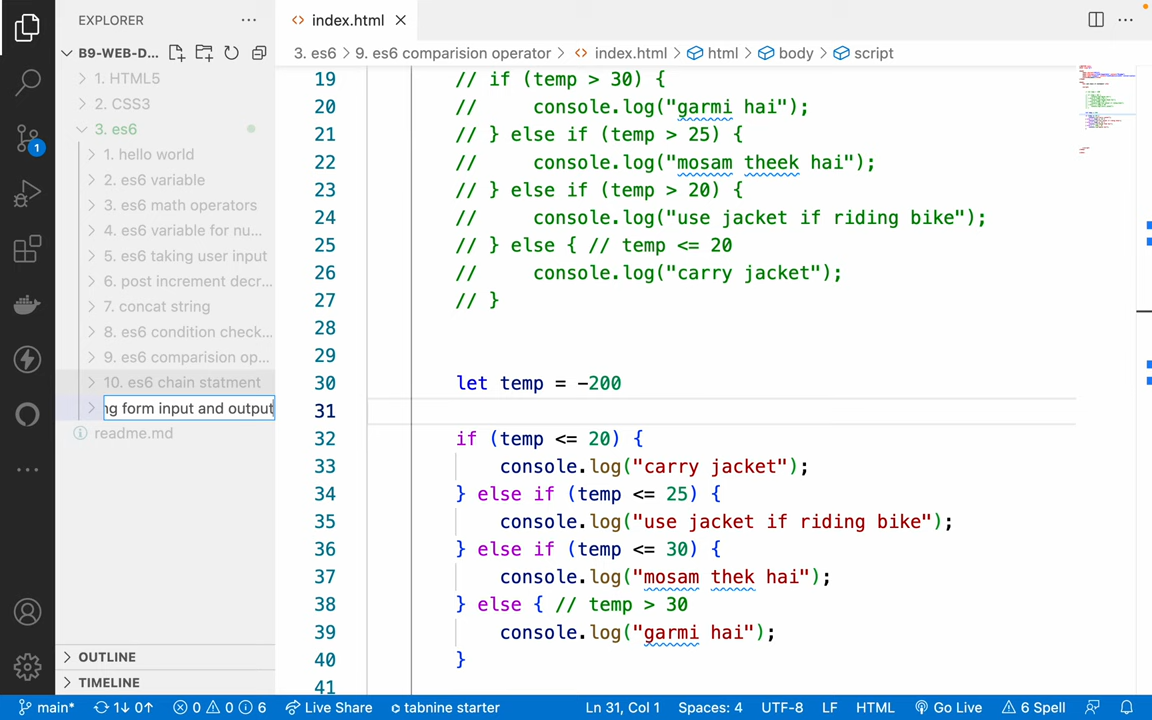 EXPLORER
index.html
B9-WEB-D...
3. es6 > 9. es6 comparision operator > index.html > html > body > script
1. HTML5
2. CSS3
3. es6
1. hello world
2. es6 variable
3. es6 math operators
4. es6 variable for nu...
5. es6 taking user input
6. post increment decr...
7. concat string
8. es6 condition check...
9. es6 comparision op...
10. es6 chain statment
ng form input and output
readme.md
OUTLINE
TIMELINE
19 // if (temp > 30) {
20 // console.log("garmi hai");
21 // } else if (temp > 25) {
22 // console.log("mosam theek hai");
23 // } else if (temp > 20) {
24 // console.log("use jacket if riding bike");
25 // } else { // temp <= 20
26 // console.log("carry jacket");
27 // }
28
29
30 let temp = -200
31
32 if (temp <= 20) {
33 console.log("carry jacket");
34 } else if (temp <= 25) {
35 console.log("use jacket if riding bike");
36 } else if (temp <= 30) {
37 console.log("mosam thek hai");
38 } else { // temp > 30
39 console.log("garmi hai");
40 }
41
1
main* 1↓ 0↑ 0 0 6 Live Share tabnine starter Ln 31, Col 1 Spaces: 4 UTF-8 LF HTML Go Live 6 Spell